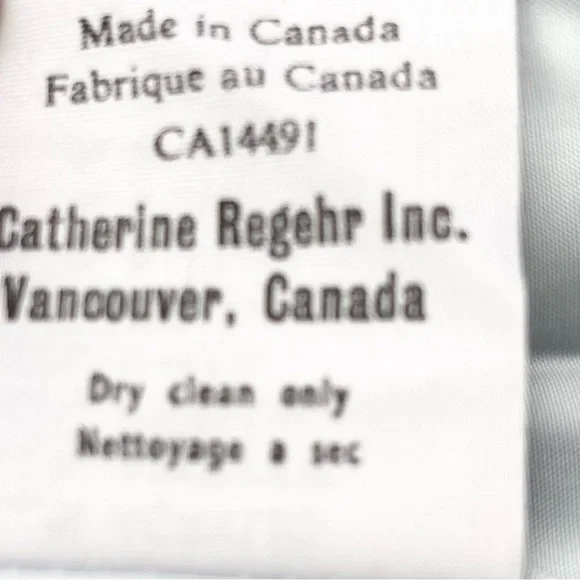 Made in Canada
Fabrique au Canada
CA14491
Catherine Regehr Inc.
Vancouver, Canada
Dry clean only
Nettoyage a sec